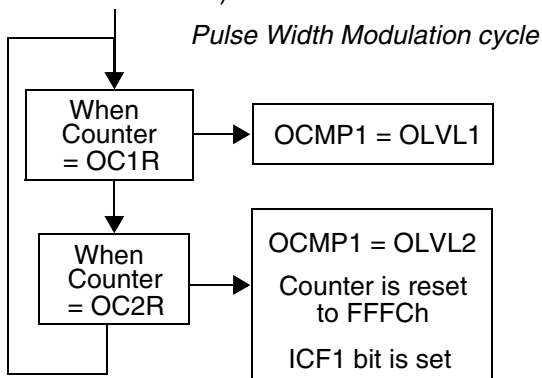 Pulse Width Modulation cycle
When
Counter
= OC1R
OCMP1 = OLVL1
When
Counter
= OC2R
OCMP1 = OLVL2
Counter is reset
to FFFCh
ICF1 bit is set